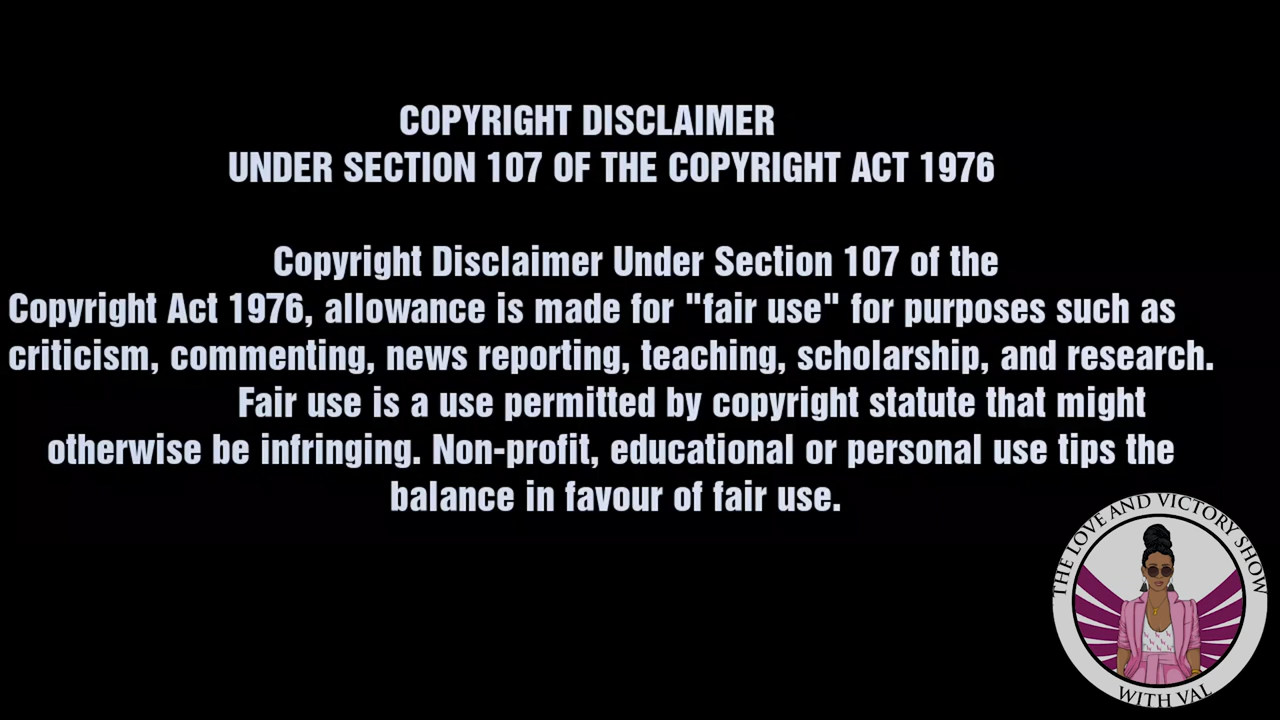 COPYRIGHT DISCLAIMER
UNDER SECTION 107 OF THE COPYRIGHT ACT 1976
Copyright Disclaimer Under Section 107 of the
Copyright Act 1976, allowance is made for "fair use" for purposes such as
criticism, commenting, news reporting, teaching, scholarship, and research.
Fair use is a use permitted by copyright statute that might
otherwise be infringing. Non-profit, educational or personal use tips the
balance in favour of fair use.
THE LOVE AND VICTORY SHOW
WITH VAL